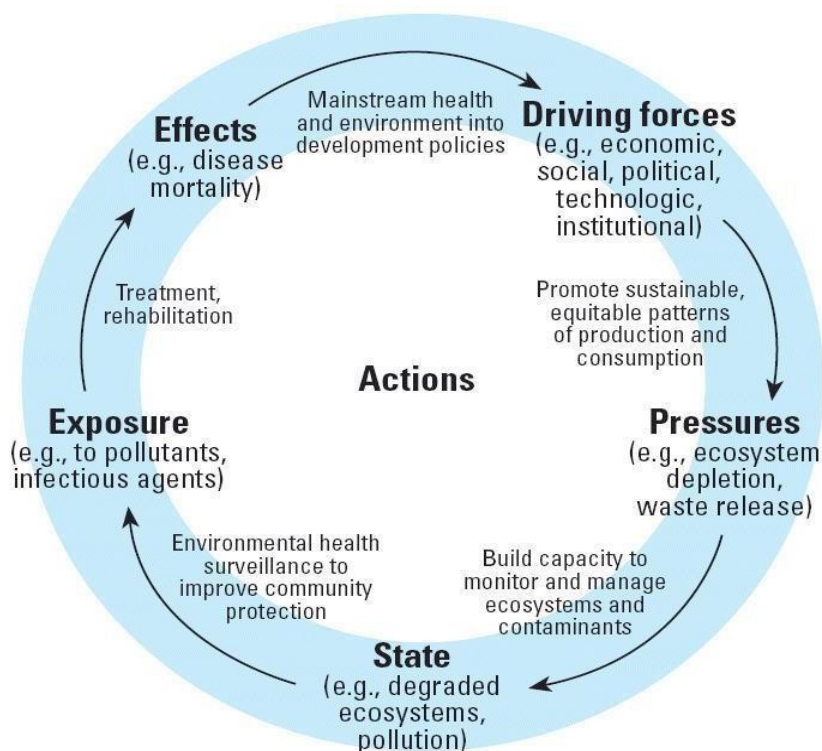 Effects
(e.g., disease
mortality)
Mainstream health
and environment into
development policies
Driving forces
(e.g., economic,
social, political,
technologic,
institutional)
Treatment,
rehabilitation
Promote sustainable,
equitable patterns
of production and
consumption
Actions
Exposure
(e.g., to pollutants,
infectious agents)
Pressures
(e.g., ecosystem
depletion,
waste release)
Environmental health
surveillance to
improve community
protection
Build capacity to
monitor and manage
ecosystems and
contaminants
State
(e.g., degraded
ecosystems,
pollution)